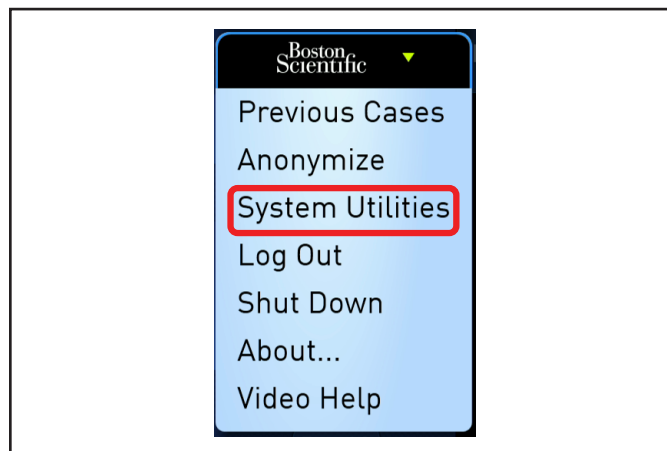 Boston
Scientific
Previous Cases
Anonymize
System Utilities
Log Out
Shut Down
About...
Video Help